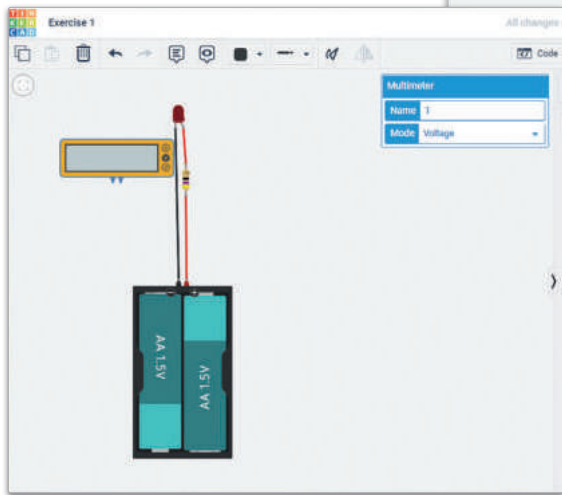 TIN
KER
CAD
Exercise 1
All changes
Code
Multimeter
Name 1
Mode Voltage
AA 1.5V
AA 1.5V